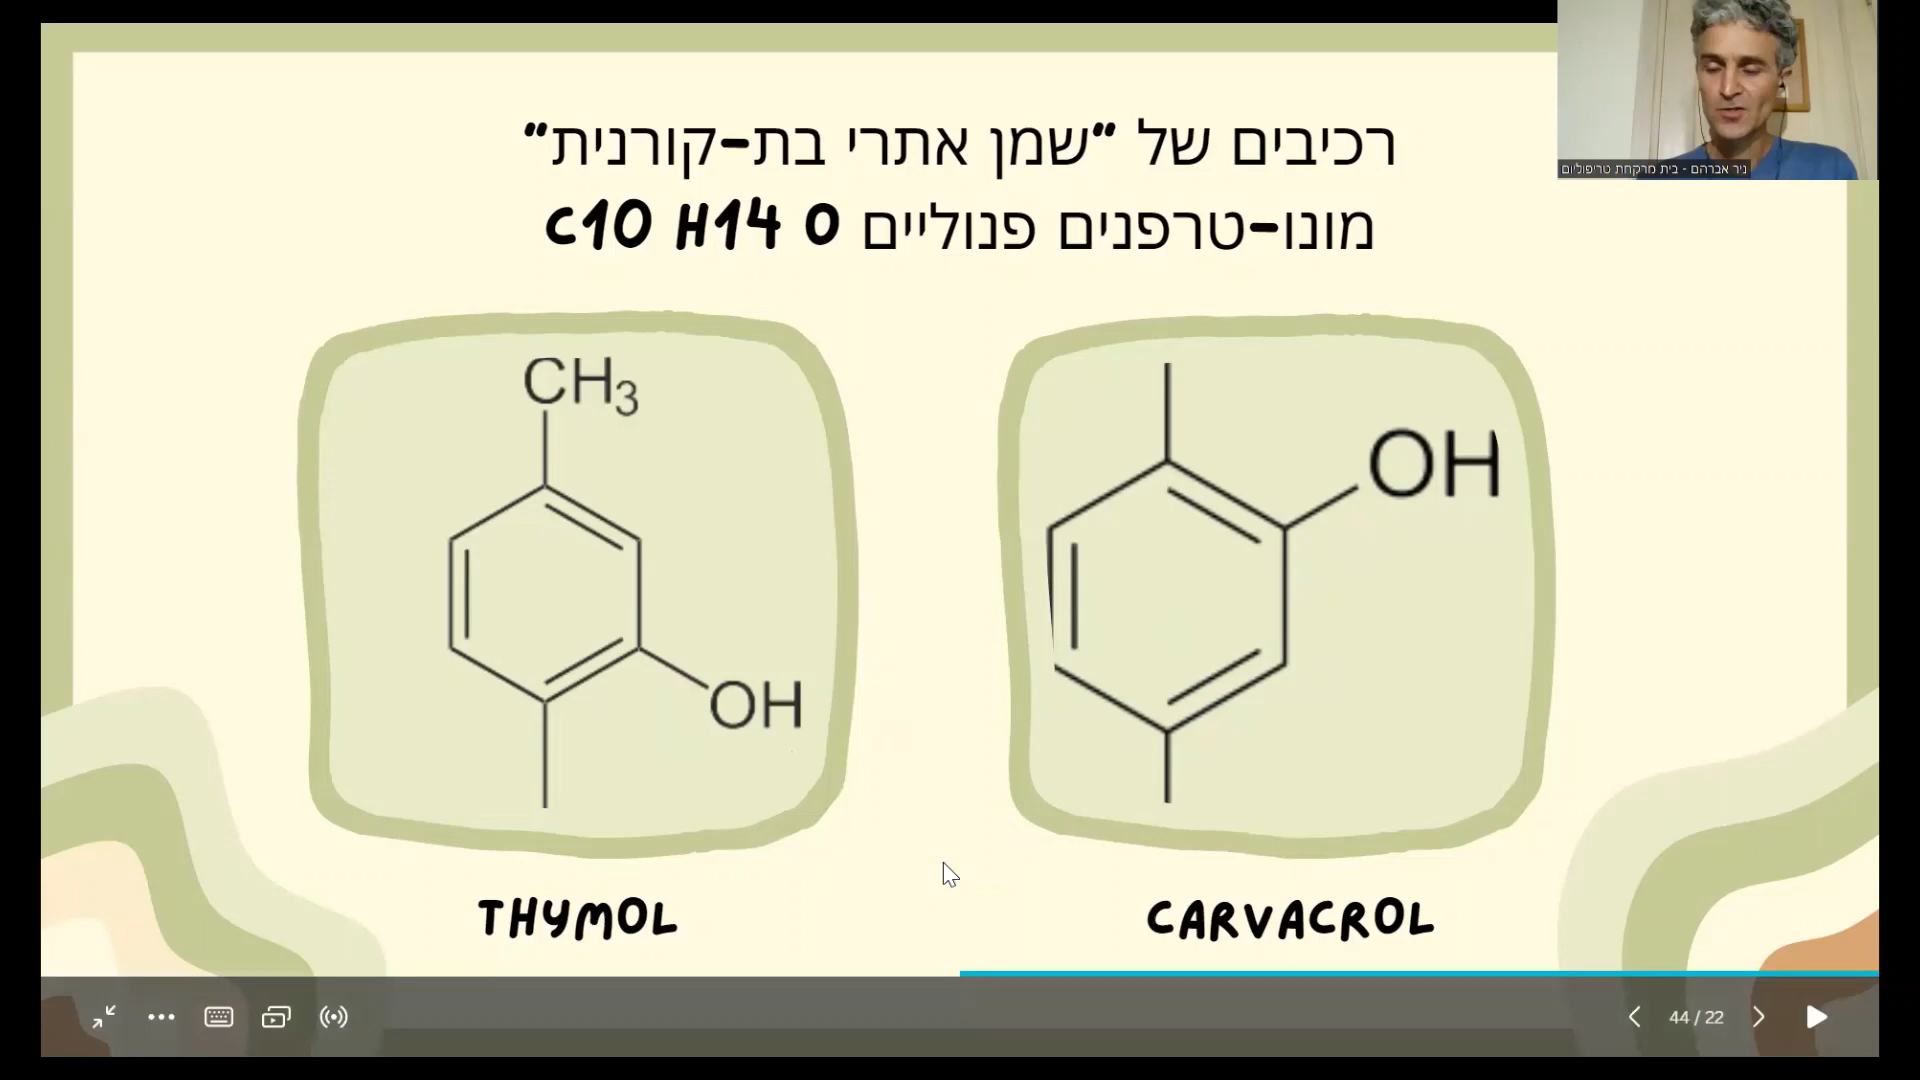 רכיבים של "שמן אתרי בת-קורנית"
מונו-טרפנים פנוליים C10 H14 O
ניר אברהם - בית מרקחת טריפוליום
CH3
OH
OH
THYMOL
CARVACROL
44 / 22